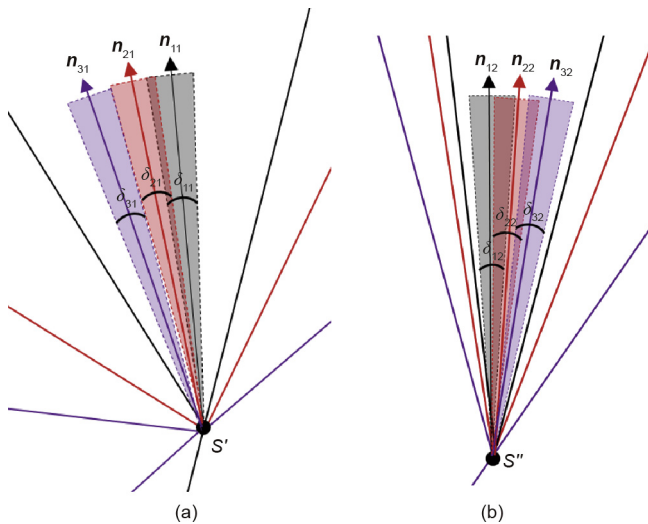 n₃₁ n₂₁ n₁₁
δ₃₁ δ₂₁ δ₁₁
S′
(a)
n₁₂ n₂₂ n₃₂
δ₁₂ δ₂₂ δ₃₂
S″
(b)